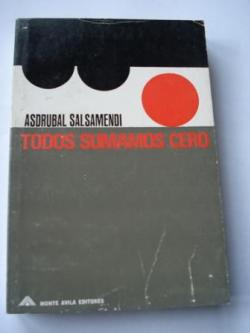 ASDRUBAL SALSAMENDI
TODOS SUMAMOS CERO
MONTE AVILA EDITORES